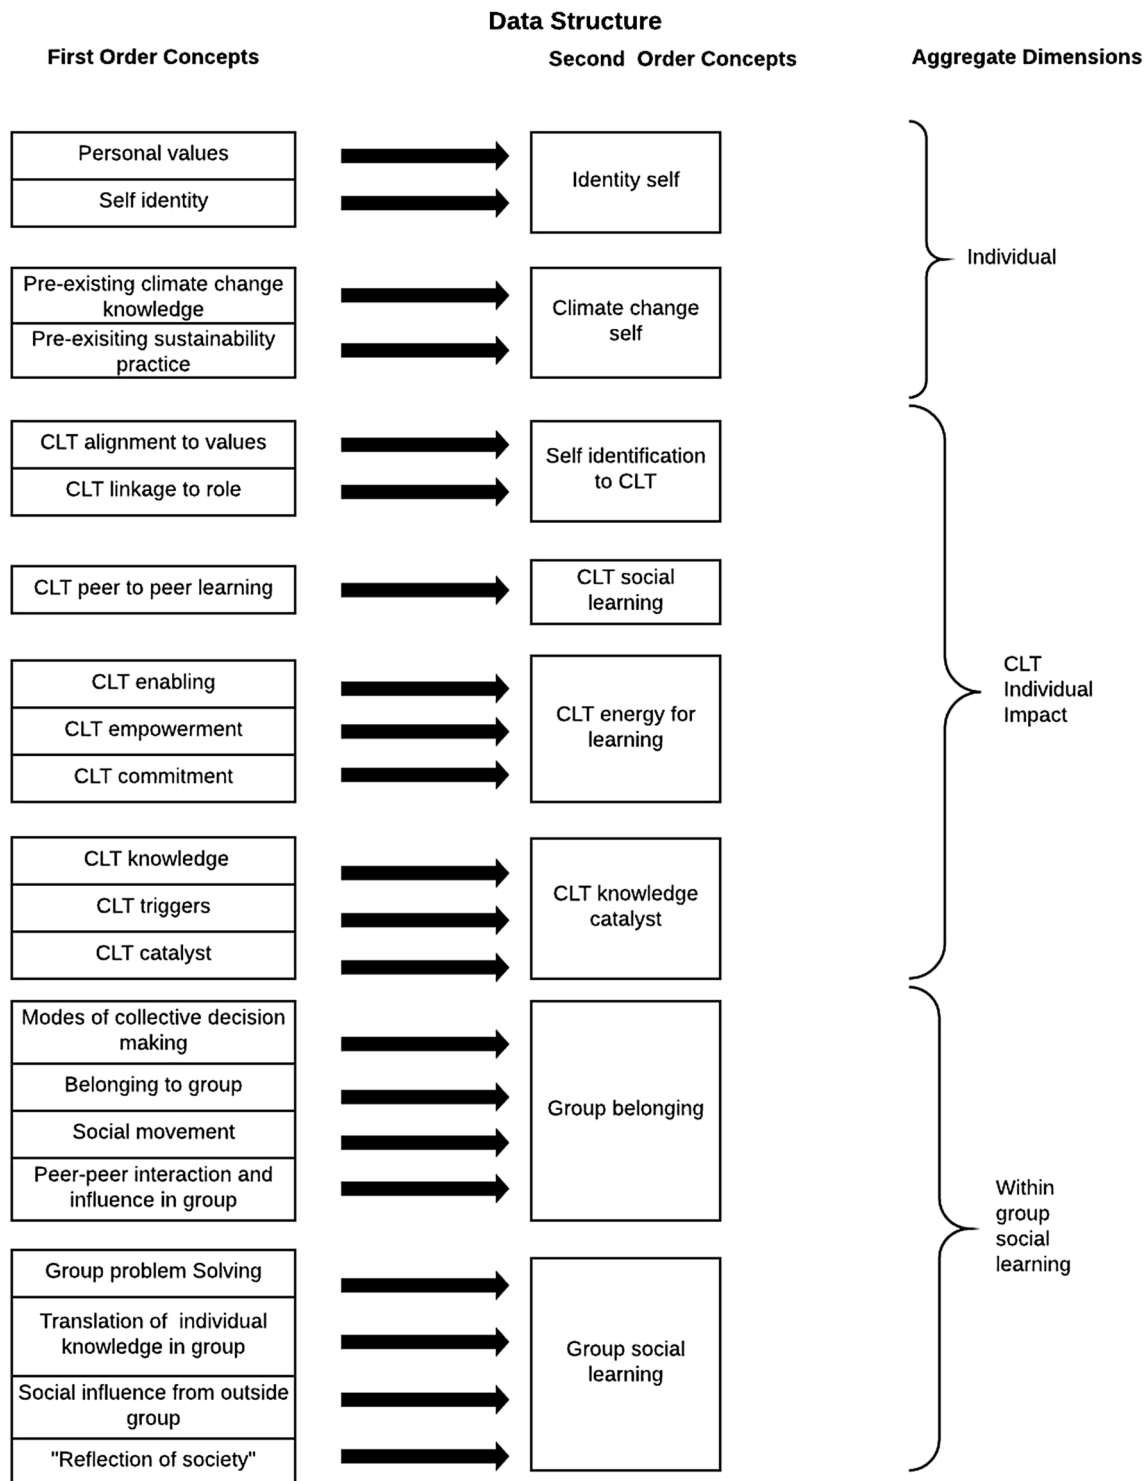 Data Structure
First Order Concepts
Second Order Concepts
Aggregate Dimensions
Personal values
Self identity
Identity self
Individual
Pre-existing climate change
knowledge
Pre-exisiting sustainability
practice
Climate change
self
CLT alignment to values
CLT linkage to role
Self identification
to CLT
CLT peer to peer learning
CLT social
learning
CLT enabling
CLT empowerment
CLT commitment
CLT energy for
learning
CLT
Individual
Impact
CLT knowledge
CLT triggers
CLT catalyst
CLT knowledge
catalyst
Modes of collective decision
making
Belonging to group
Social movement
Peer-peer interaction and
influence in group
Group belonging
Within
group
social
learning
Group problem Solving
Translation of individual
knowledge in group
Social influence from outside
group
"Reflection of society"
Group social
learning